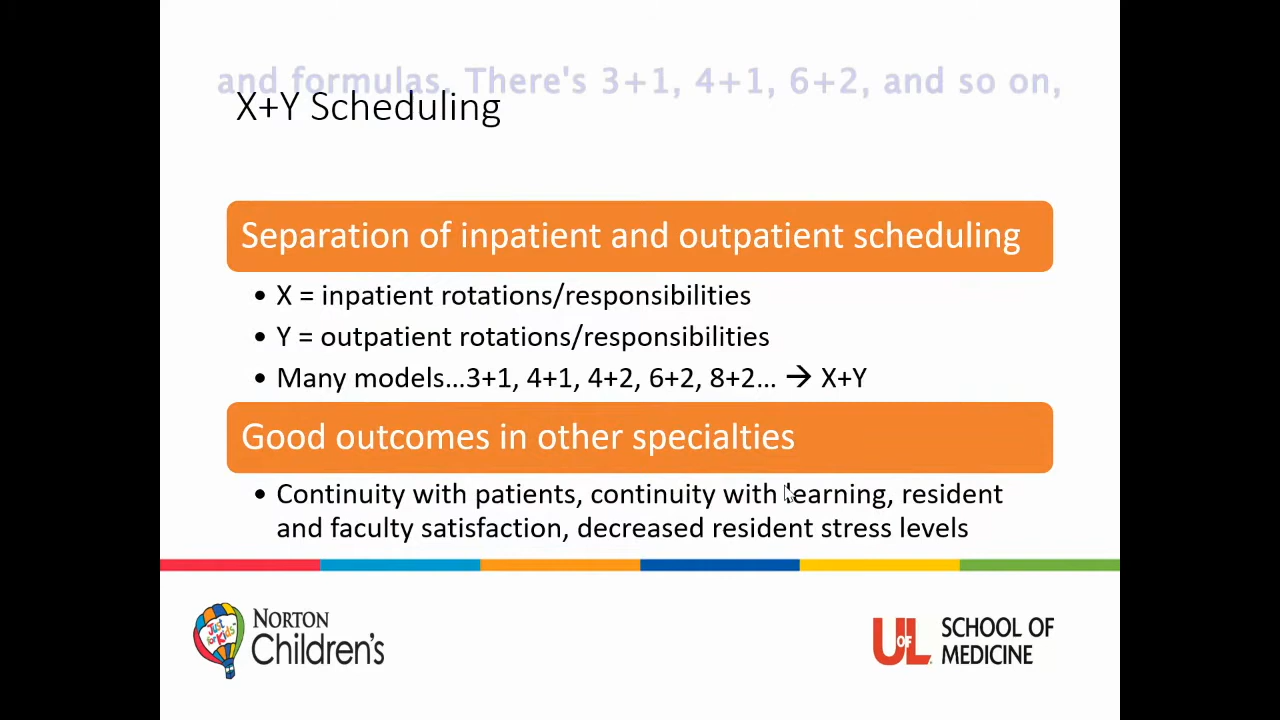 and formulas. There's 3+1, 4+1, 6+2, and so on,
X+Y Scheduling
Separation of inpatient and outpatient scheduling
• X = inpatient rotations/responsibilities
• Y = outpatient rotations/responsibilities
• Many models…3+1, 4+1, 4+2, 6+2, 8+2… → X+Y
Good outcomes in other specialties
• Continuity with patients, continuity with learning, resident
and faculty satisfaction, decreased resident stress levels
Just for Kids
NORTON
Children's
UofL
SCHOOL OF
MEDICINE